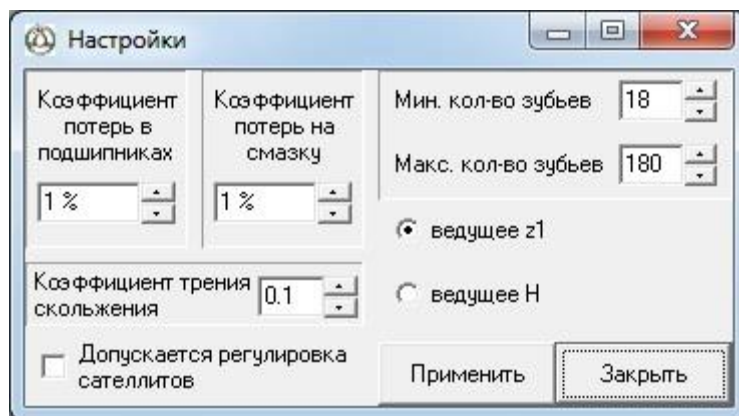 Настройки
Коэффициент
потерь в
подшипниках
1 %
Коэффициент
потерь на
смазку
1 %
Мин. кол-во зубьев 18
Макс. кол-во зубьев 180
ведущее z1
ведущее H
Коэффициент трения
скольжения
0.1
Допускается регулировка
сателлитов
Применить
Закрыть